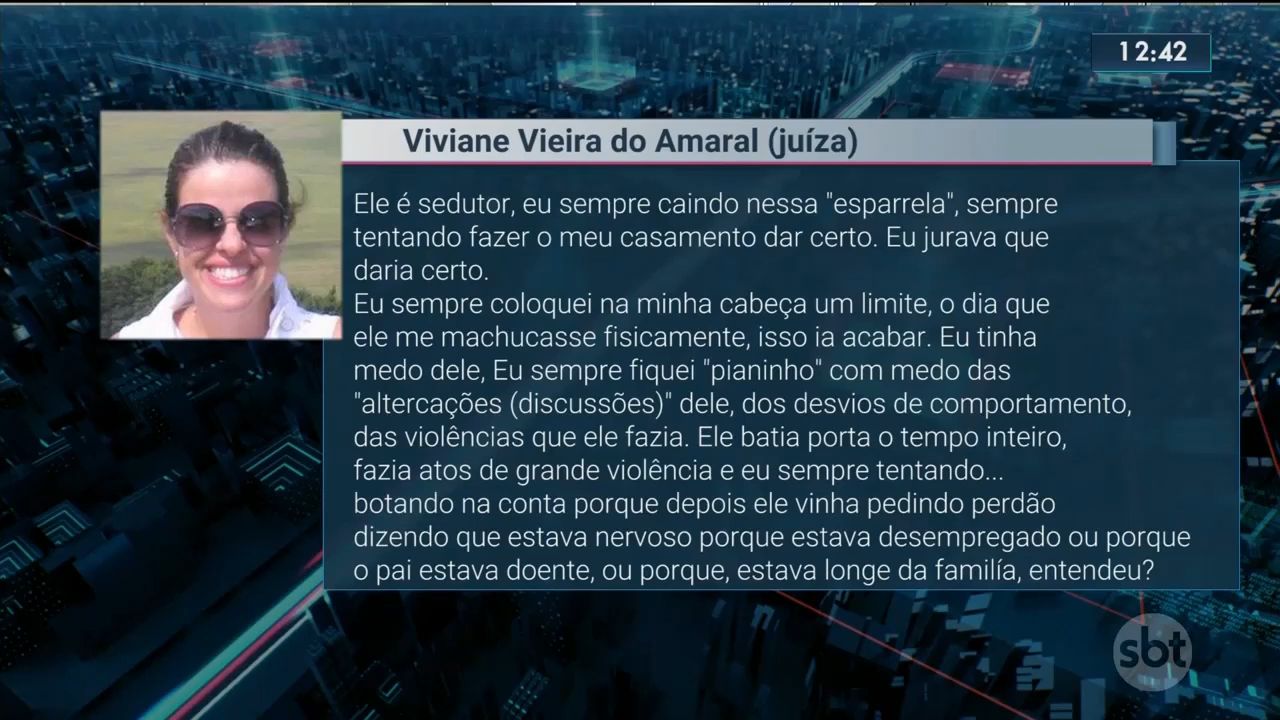 12:42
Viviane Vieira do Amaral (juíza)
Ele é sedutor, eu sempre caindo nessa "esparrela", sempre
tentando fazer o meu casamento dar certo. Eu jurava que
daria certo.
Eu sempre coloquei na minha cabeça um limite, o dia que
ele me machucasse fisicamente, isso ia acabar. Eu tinha
medo dele, Eu sempre fiquei "pianinho" com medo das
"altercações (discussões)" dele, dos desvios de comportamento,
das violências que ele fazia. Ele batia porta o tempo inteiro,
fazia atos de grande violência e eu sempre tentando...
botando na conta porque depois ele vinha pedindo perdão
dizendo que estava nervoso porque estava desempregado ou porque
o pai estava doente, ou porque, estava longe da familía, entendeu?
sbt